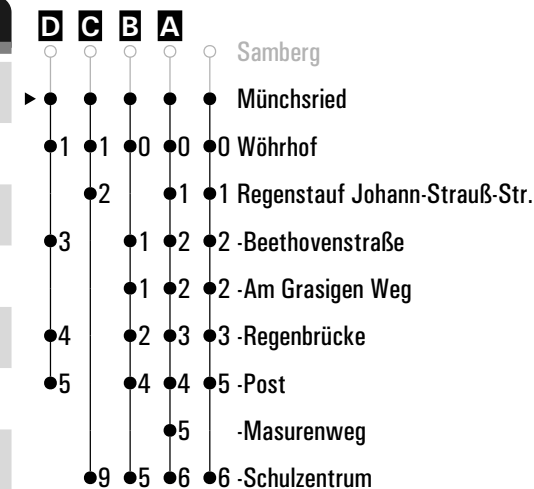 D C B A
Samberg
Münchsried
1 1 0 0 0 Wöhrhof
2 1 1 Regenstauf Johann-Strauß-Str.
3 1 2 2 -Beethovenstraße
1 2 2 -Am Grasigen Weg
4 2 3 3 -Regenbrücke
5 4 4 5 -Post
5 -Masurenweg
9 5 6 6 -Schulzentrum